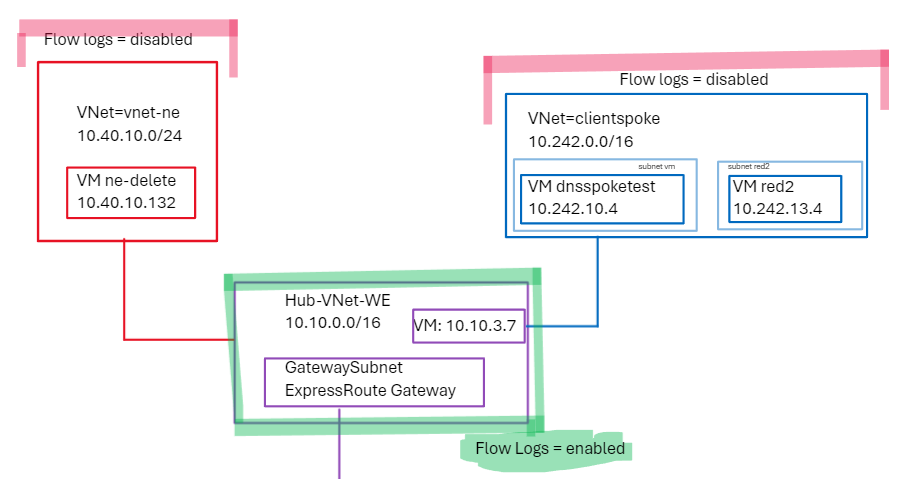 Flow logs = disabled
VNet=vnet-ne
10.40.10.0/24
VM ne-delete
10.40.10.132
Flow logs = disabled
VNet=clientspoke
10.242.0.0/16
subnet vm
VM dnsspoketest
10.242.10.4
subnet red2
VM red2
10.242.13.4
Hub-VNet-WE
10.10.0.0/16
VM: 10.10.3.7
GatewaySubnet
ExpressRoute Gateway
Flow Logs = enabled